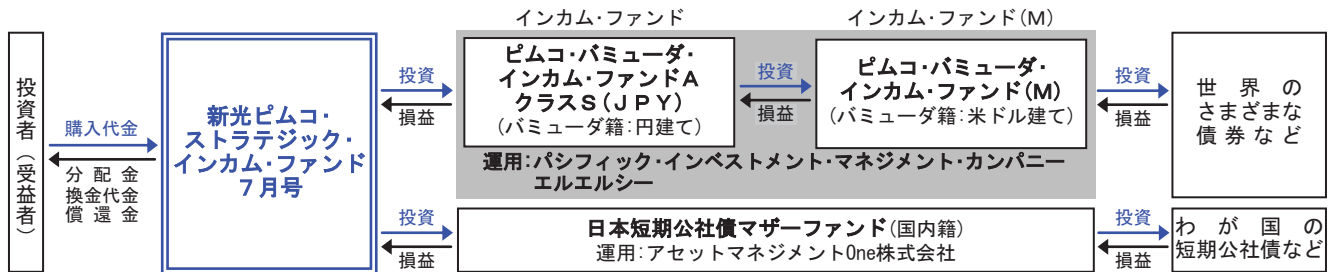 インカム・ファンド
インカム・ファンド(M)
投資者(受益者)
購入代金
分配金
換金代金
償還金
新光ピムコ・
ストラテジック・
インカム・ファンド
7月号
投資
損益
ピムコ・バミューダ・
インカム・ファンドA
クラスS(JPY)
(バミューダ籍:円建て)
投資
損益
ピムコ・バミューダ・
インカム・ファンド(M)
(バミューダ籍:米ドル建て)
運用:パシフィック・インベストメント・マネジメント・カンパニー
エルエルシー
投資
損益
世界の
さまざまな
債券など
投資
損益
日本短期公社債マザーファンド(国内籍)
運用:アセットマネジメントOne株式会社
投資
損益
わが国の
短期公社債など